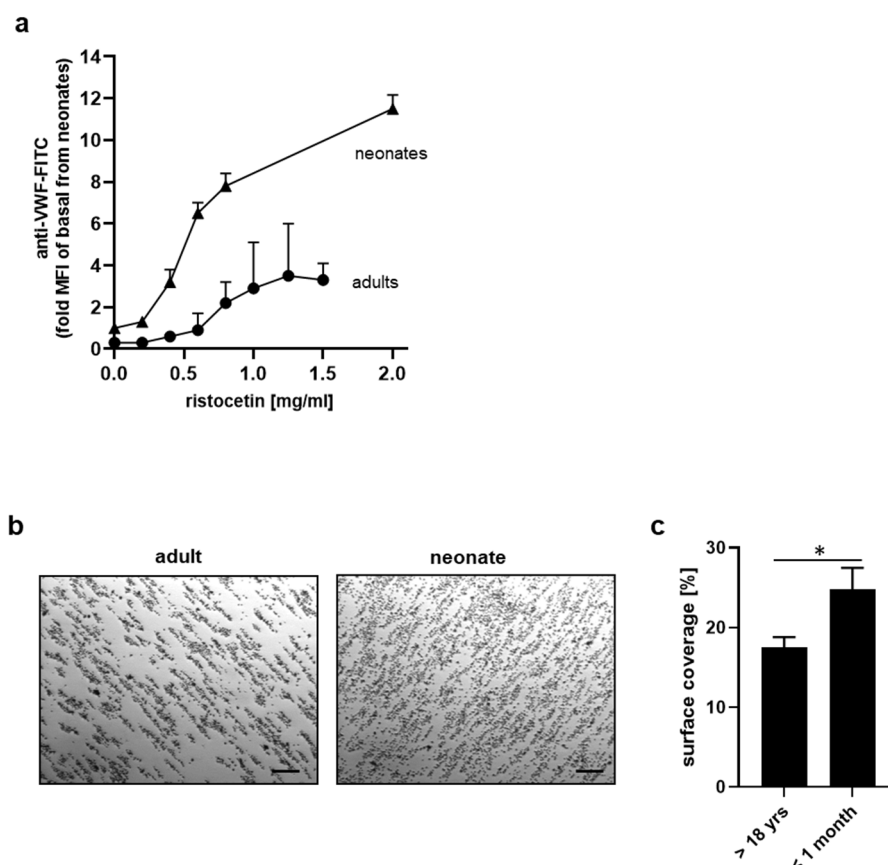 a
anti-VWF-FITC
(fold MFI of basal from neonates)
14
12
10
8
6
4
2
0
neonates
adults
0.0 0.5 1.0 1.5 2.0
ristocetin [mg/ml]
b
adult neonate
c
surface coverage [%]
30
20
10
0
*
> 18 yrs
1 month